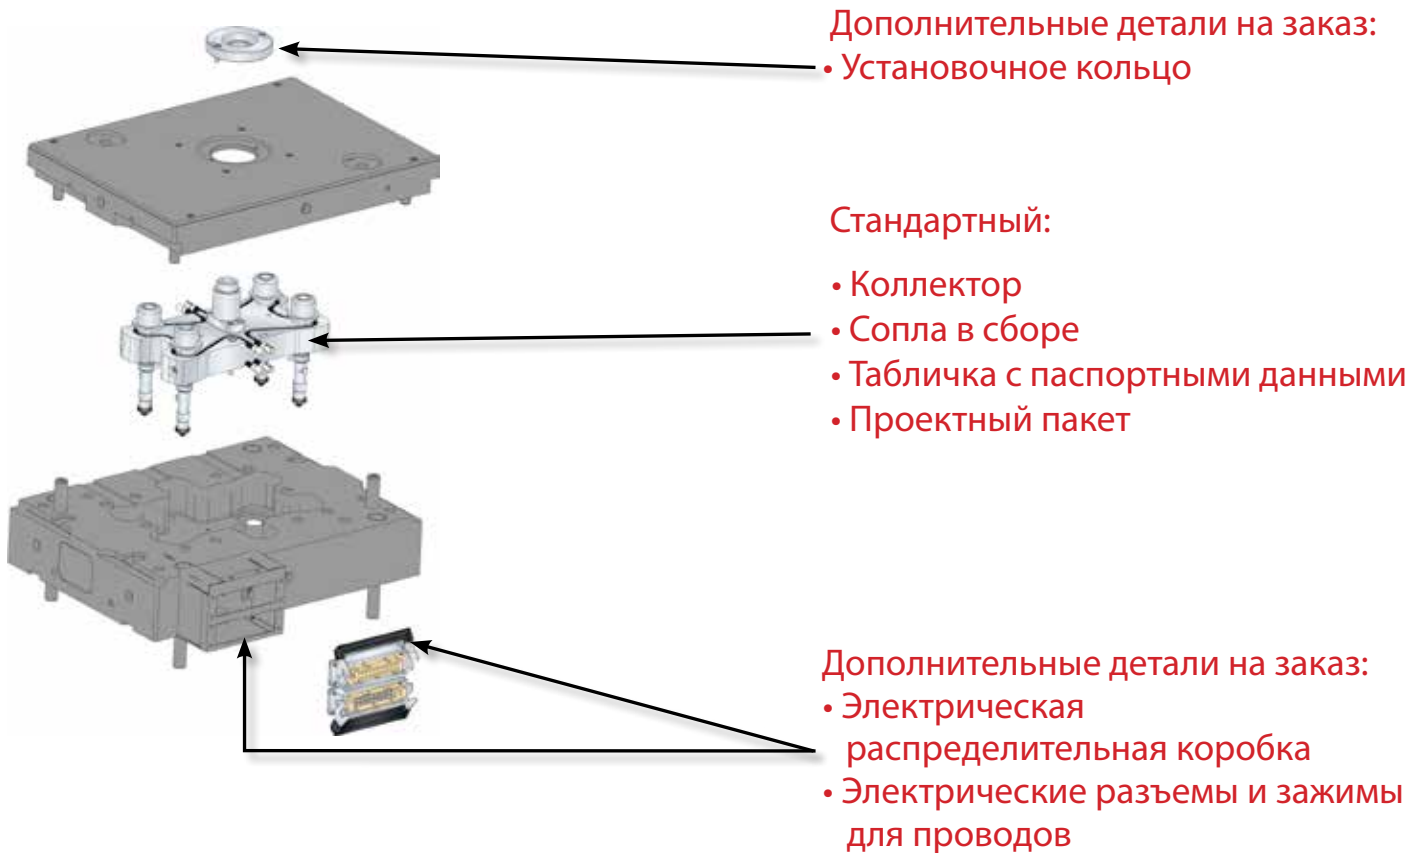 Дополнительные детали на заказ:
• Установочное кольцо
Стандартный:
• Коллектор
• Сопла в сборе
• Табличка с паспортными данными
• Проектный пакет
Дополнительные детали на заказ:
• Электрическая
распределительная коробка
• Электрические разъемы и зажимы
для проводов